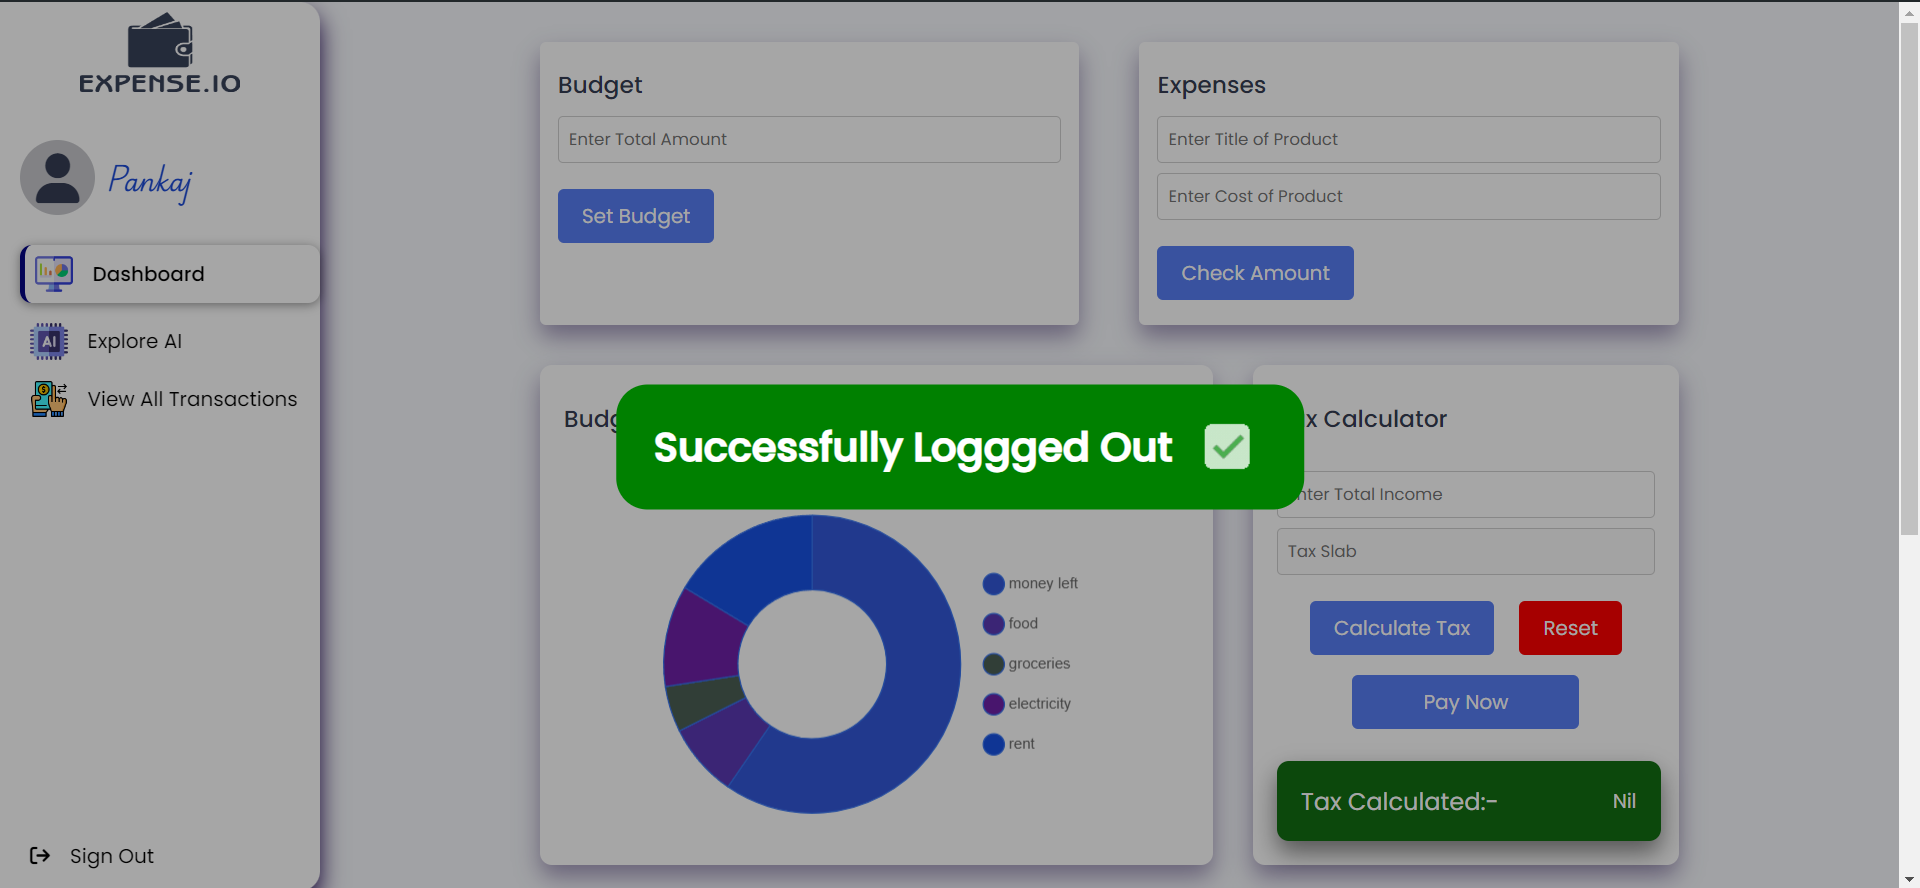 EXPENSE.IO
Pankaj
Dashboard
AI
Explore AI
View All Transactions
Sign Out
Budget
Enter Total Amount
Set Budget
Expenses
Enter Title of Product
Enter Cost of Product
Check Amount
Successfully Loggged Out
money left
food
groceries
electricity
rent
Calculator
Total Income
Tax Slab
Calculate Tax
Reset
Pay Now
Tax Calculated:-
Nil